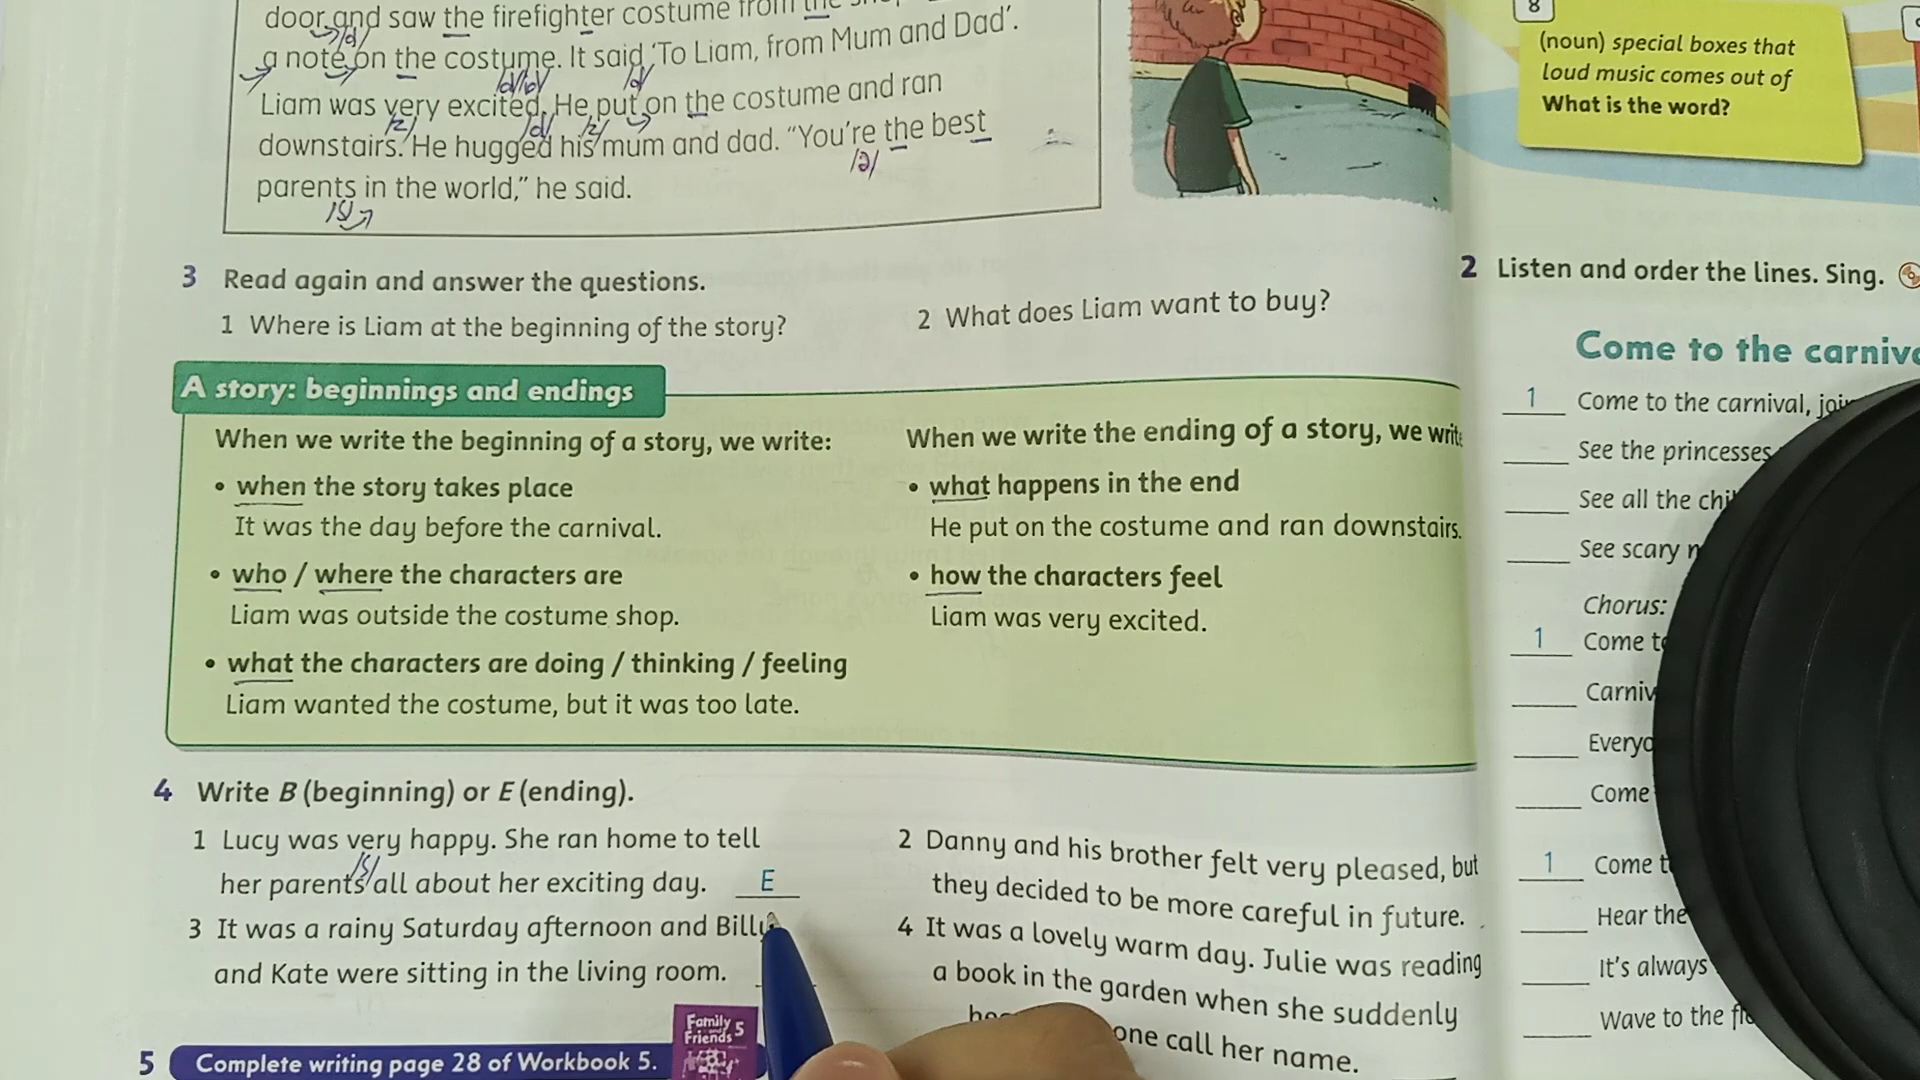 door and saw the firefighter costume from the
a note on the costume. It said 'To Liam, from Mum and Dad'.
/d/
Liam was very excited. He put on the costume and ran
/d/
downstairs. He hugged his mum and dad. "You're the best
/z/ /d/ /z/
/ə/
parents in the world," he said.
/s/
3 Read again and answer the questions.
1 Where is Liam at the beginning of the story?
2 What does Liam want to buy?
A story: beginnings and endings
When we write the beginning of a story, we write:
• when the story takes place
It was the day before the carnival.
• who / where the characters are
Liam was outside the costume shop.
• what the characters are doing / thinking / feeling
Liam wanted the costume, but it was too late.
When we write the ending of a story, we
• what happens in the end
He put on the costume and ran downstairs.
• how the characters feel
Liam was very excited.
4 Write B (beginning) or E (ending).
1 Lucy was very happy. She ran home to tell
/s/
her parents all about her exciting day. E
2 Danny and his brother felt very pleased, but
they decided to be more careful in future.
3 It was a rainy Saturday afternoon and Billy
and Kate were sitting in the living room.
4 It was a lovely warm day. Julie was reading
a book in the garden when she suddenly
one call her name.
Family and Friends 5
5 Complete writing page 28 of Workbook 5.
8
(noun) special boxes that
loud music comes out of
What is the word?
2 Listen and order the lines. Sing.
Come to the
1 Come to the carnival,
See the princesses
See all the
See scary
Chorus:
1 Come
Come
1 Come
Hear the
It's always
Wave to the